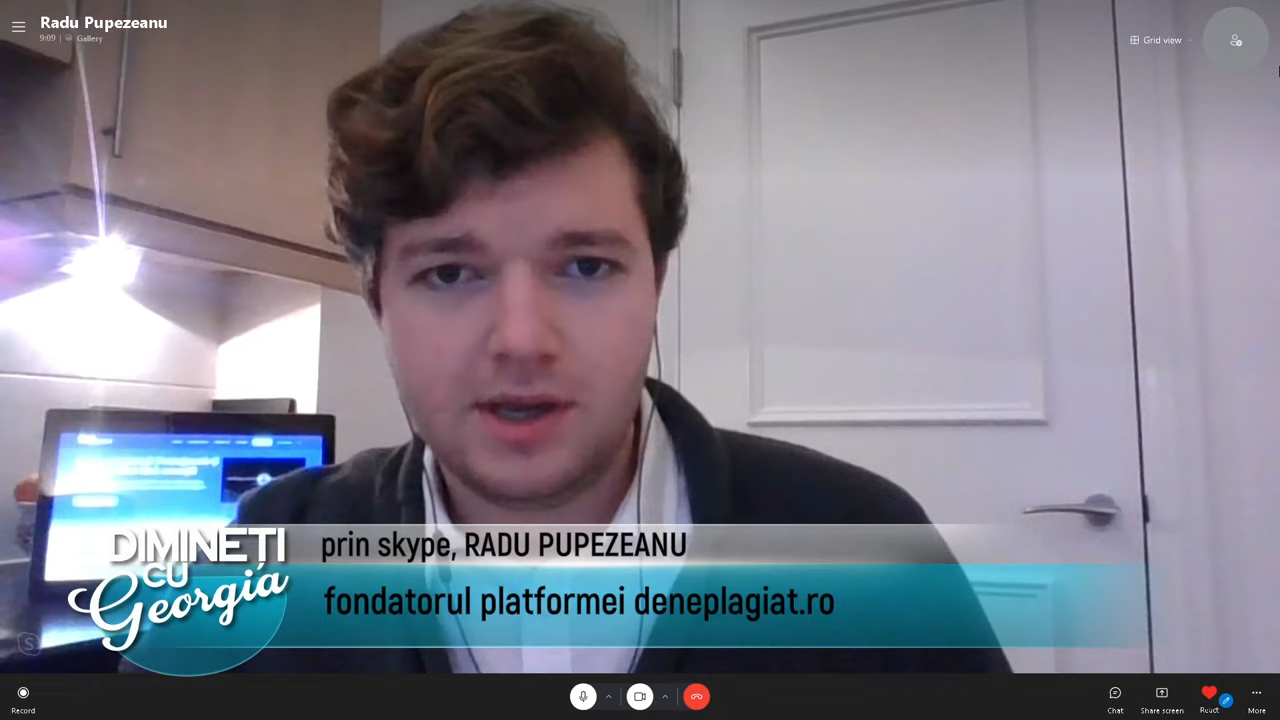 Radu Pupezeanu
9:09 | Gallery
Grid view
DIMINEȚI
CU
Georgia
prin skype, RADU PUPEZEANU
fondatorul platformei deneplagiat.ro
Record
Chat
Share screen
React
More